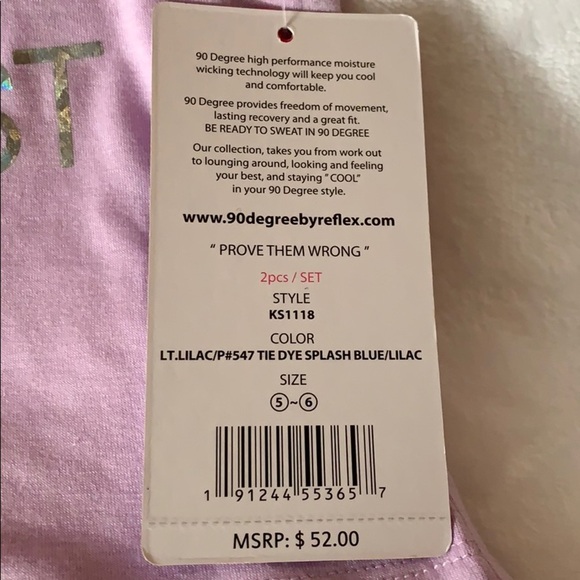 ST
90 Degree high performance moisture
wicking technology will keep you cool
and comfortable.
90 Degree provides freedom of movement,
lasting recovery and a great fit.
BE READY TO SWEAT IN 90 DEGREE
Our collection, takes you from work out
to lounging around, looking and feeling
your best, and staying "COOL"
in your 90 Degree style.
www.90degreebyreflex.com
" PROVE THEM WRONG "
2pcs / SET
STYLE
KS1118
COLOR
LT.LILAC/P#547 TIE DYE SPLASH BLUE/LILAC
SIZE
5~6
1 91244 55365 7
MSRP: $ 52.00